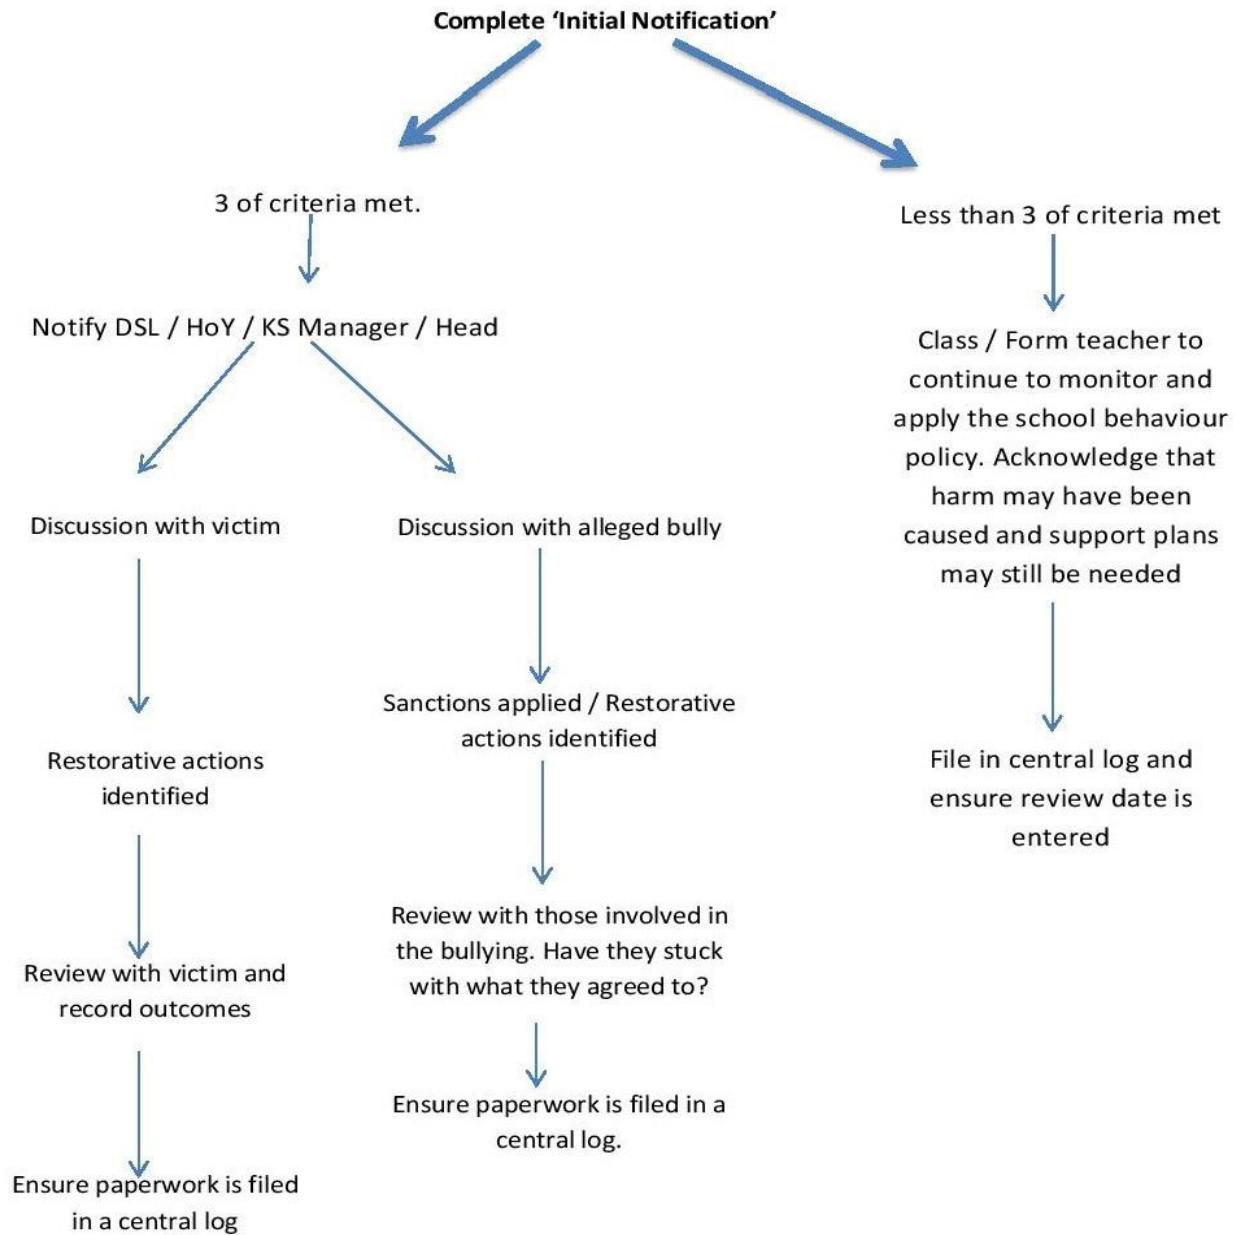 Complete ‘Initial Notification’
3 of criteria met.
Less than 3 of criteria met
Notify DSL / HoY / KS Manager / Head
Class / Form teacher to
continue to monitor and
apply the school behaviour
policy. Acknowledge that
harm may have been
caused and support plans
may still be needed
Discussion with victim
Discussion with alleged bully
Sanctions applied / Restorative
actions identified
Restorative actions
identified
File in central log and
ensure review date is
entered
Review with those involved in
the bullying. Have they stuck
with what they agreed to?
Review with victim and
record outcomes
Ensure paperwork is filed in a
central log.
Ensure paperwork is filed
in a central log